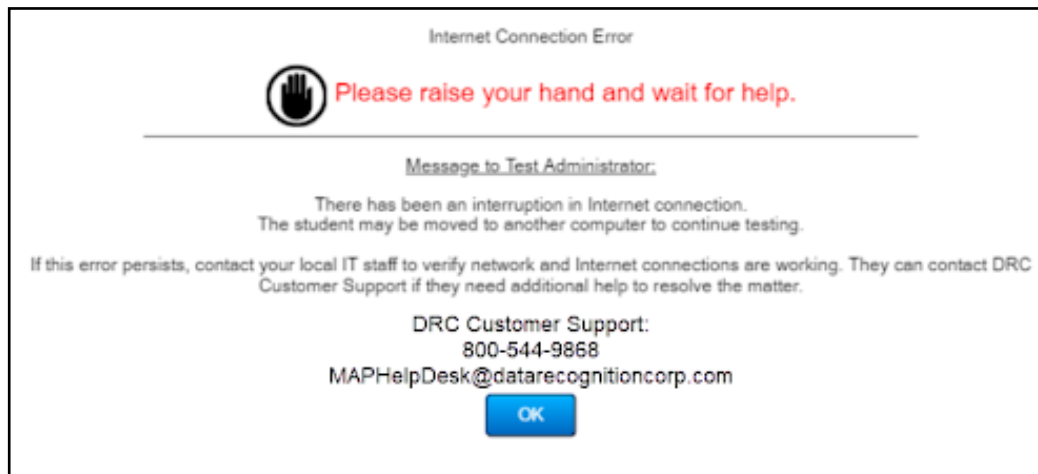 Internet Connection Error
Please raise your hand and wait for help.
Message to Test Administrator:
There has been an interruption in Internet connection.
The student may be moved to another computer to continue testing.
If this error persists, contact your local IT staff to verify network and Internet connections are working. They can contact DRC
Customer Support if they need additional help to resolve the matter.
DRC Customer Support:
800-544-9868
MAPHelpDesk@datarecognitioncorp.com
OK